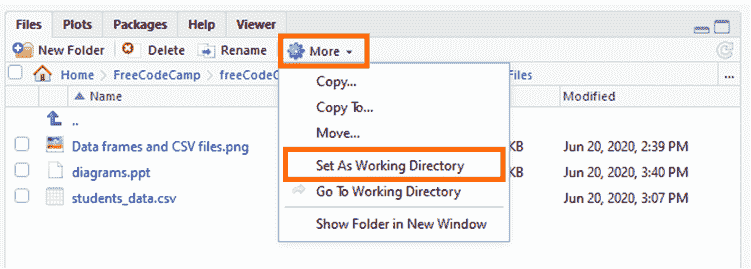 Files Plots Packages Help Viewer
New Folder Delete Rename More
Home FreeCodeCamp freeCodeC Files ...
Name Modified
Copy...
Copy To...
Move...
Set As Working Directory
Go To Working Directory
Show Folder in New Window
..
Data frames and CSV files.png KB Jun 20, 2020, 2:39 PM
diagrams.ppt KB Jun 20, 2020, 3:40 PM
students_data.csv Jun 20, 2020, 3:07 PM